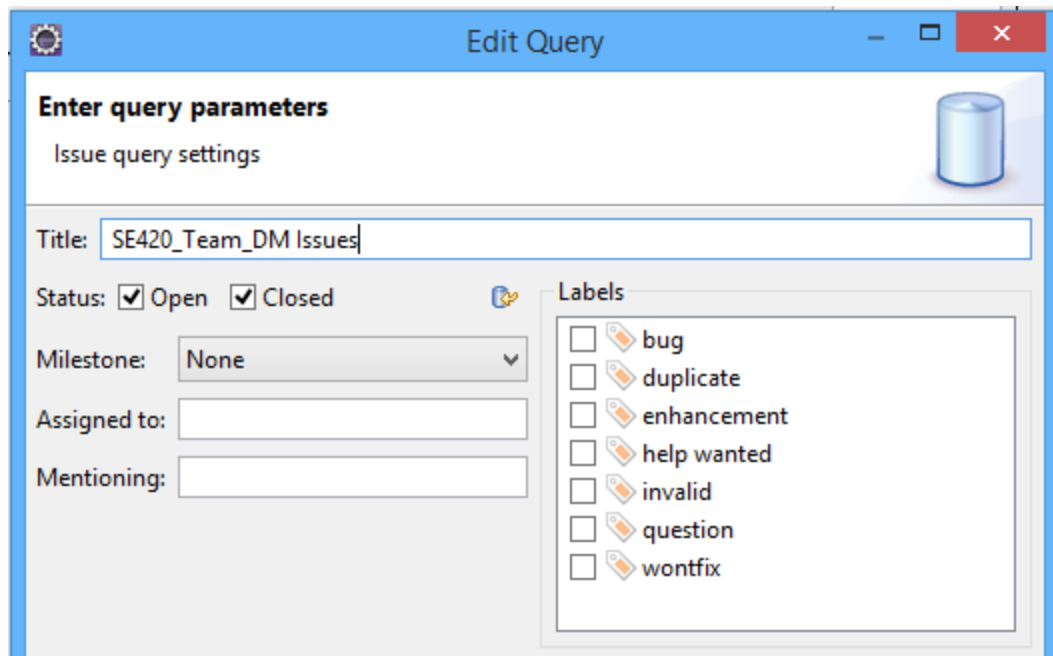 Edit Query
Enter query parameters
Issue query settings
Title: SE420_Team_DM Issues
Status: Open Closed
Milestone: None
Assigned to:
Mentioning:
Labels
bug
duplicate
enhancement
help wanted
invalid
question
wontfix